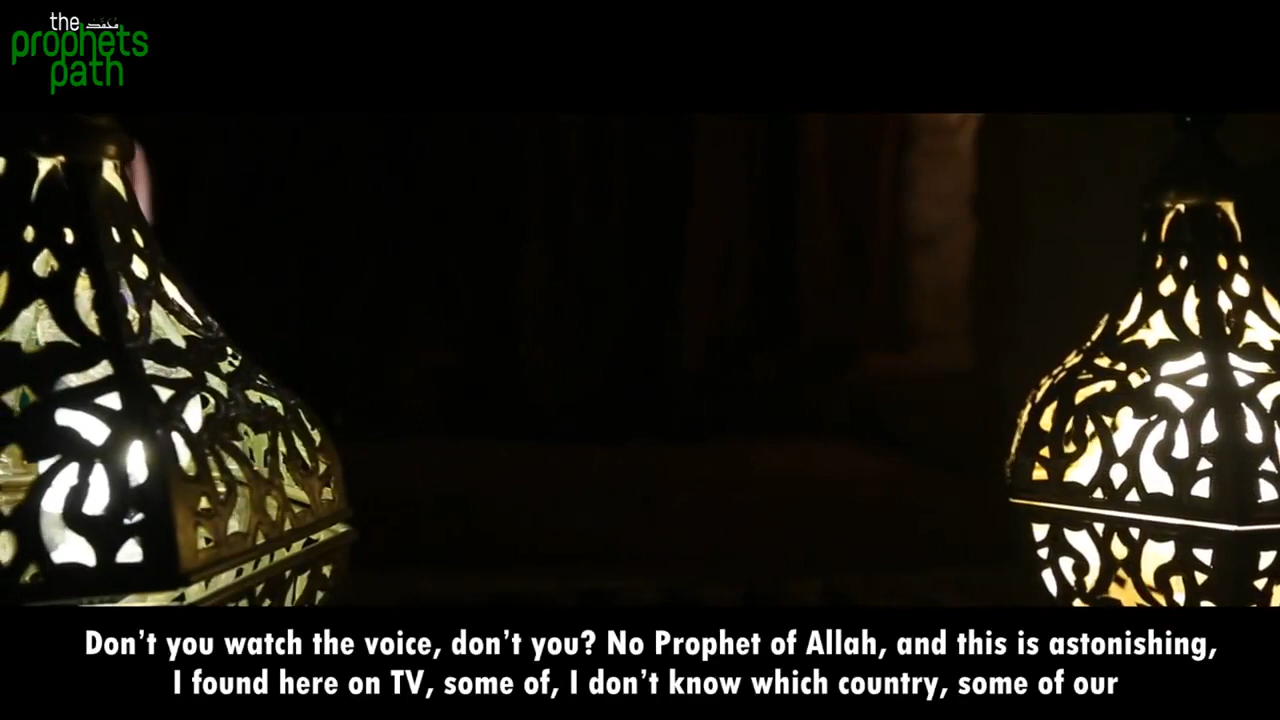 the مُحَمَّد
prophets
path
Don't you watch the voice, don't you? No Prophet of Allah, and this is astonishing,
I found here on TV, some of, I don't know which country, some of our